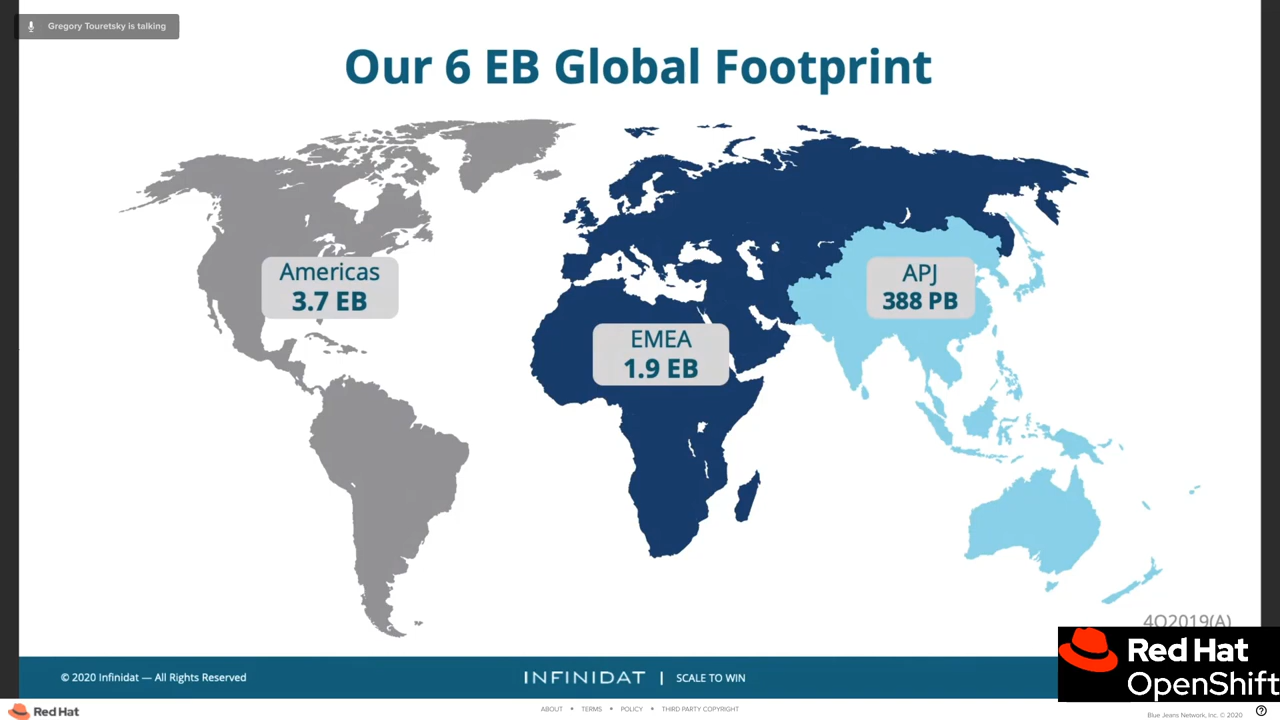 Gregory Touretsky is talking
Our 6 EB Global Footprint
Americas
3.7 EB
APJ
388 PB
EMEA
1.9 EB
4Q2019(A)
© 2020 Infinidat — All Rights Reserved
INFINIDAT | SCALE TO WIN
Red Hat
OpenShift
Red Hat
ABOUT • TERMS • POLICY • THIRD PARTY COPYRIGHT
Blue Jeans Network, Inc. © 2020